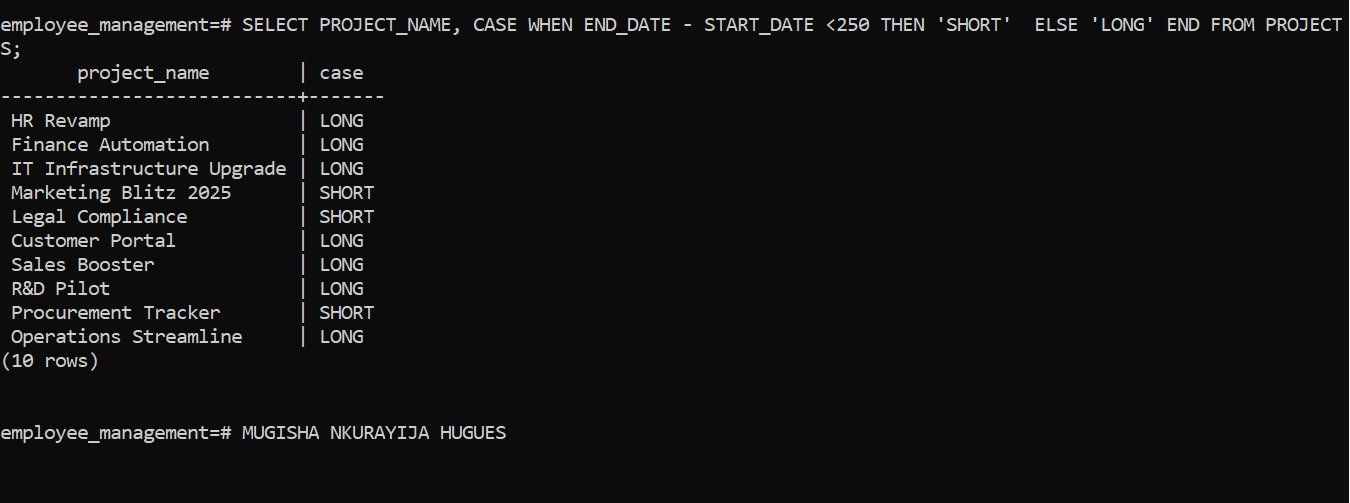 employee_management=# SELECT PROJECT_NAME, CASE WHEN END_DATE - START_DATE <250 THEN 'SHORT'  ELSE 'LONG' END FROM PROJECT
S;
       project_name        | case
---------------------------+-------
 HR Revamp                 | LONG
 Finance Automation        | LONG
 IT Infrastructure Upgrade | LONG
 Marketing Blitz 2025      | SHORT
 Legal Compliance          | SHORT
 Customer Portal           | LONG
 Sales Booster             | LONG
 R&D Pilot                 | LONG
 Procurement Tracker       | SHORT
 Operations Streamline     | LONG
(10 rows)
employee_management=# MUGISHA NKURAYIJA HUGUES